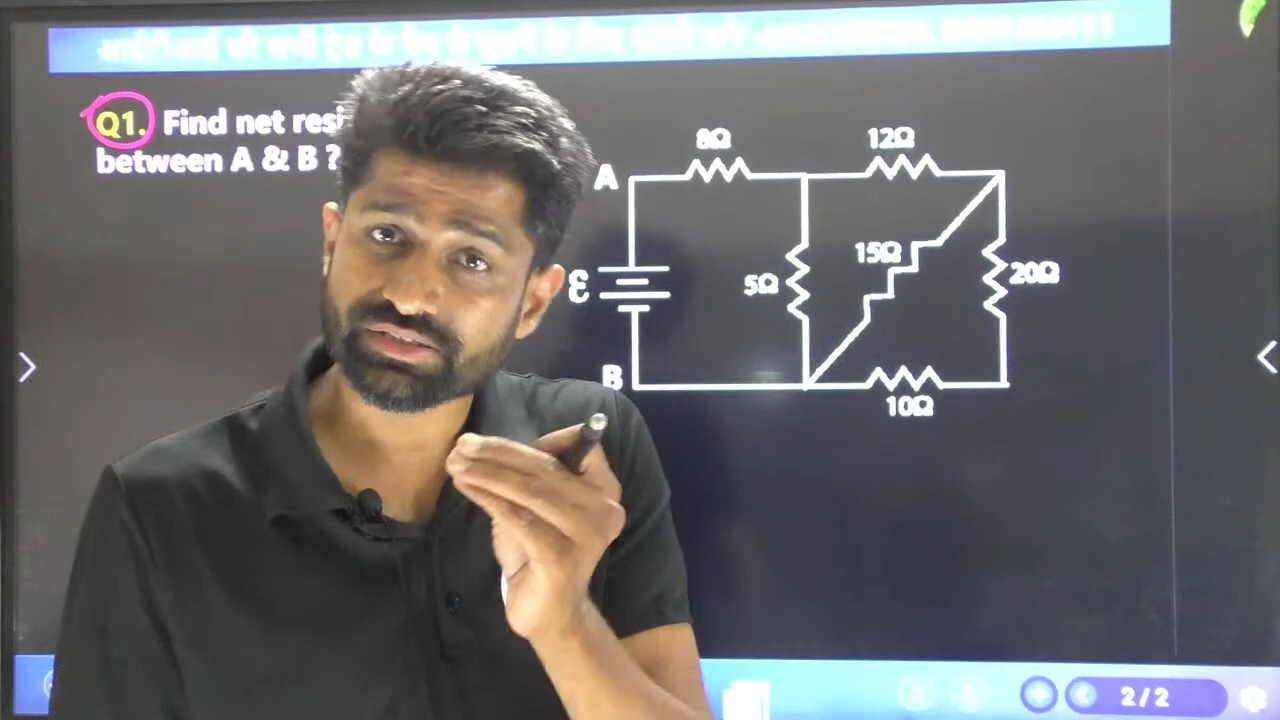 Q1. Find net resi
between A & B ?
8Ω
12Ω
A
15Ω
ε
5Ω
20Ω
B
10Ω
2/2